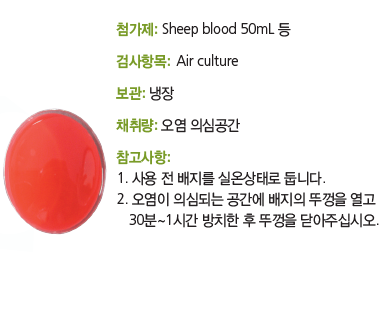 첨가제: Sheep blood 50mL 등
검사항목: Air culture
보관: 냉장
채취량: 오염 의심공간
참고사항:
1. 사용 전 배지를 실온상태로 둡니다.
2. 오염이 의심되는 공간에 배지의 뚜껑을 열고
30분~1시간 방치한 후 뚜껑을 닫아주십시오.